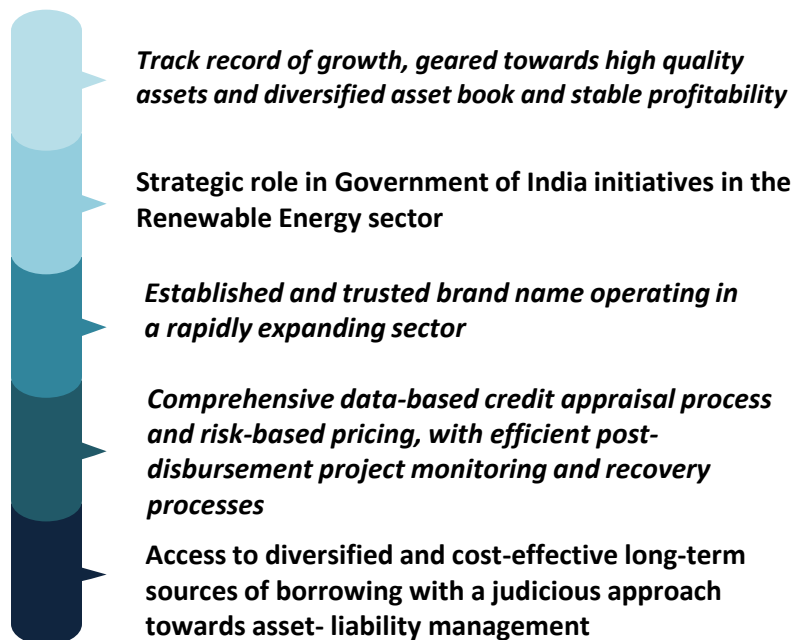 Track record of growth, geared towards high quality
assets and diversified asset book and stable profitability
Strategic role in Government of India initiatives in the
Renewable Energy sector
Established and trusted brand name operating in
a rapidly expanding sector
Comprehensive data-based credit appraisal process
and risk-based pricing, with efficient post-
disbursement project monitoring and recovery
processes
Access to diversified and cost-effective long-term
sources of borrowing with a judicious approach
towards asset- liability management